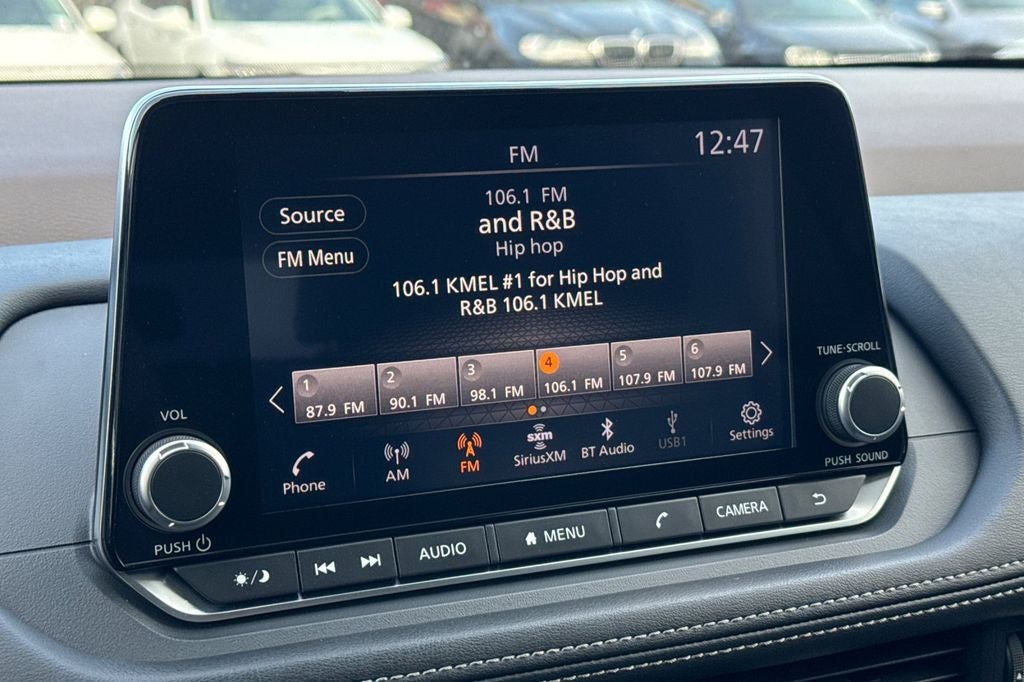 FM
12:47
106.1 FM
Source
and R&B
Hip hop
FM Menu
106.1 KMEL #1 for Hip Hop and
R&B 106.1 KMEL
1 87.9 FM
2 90.1 FM
3 98.1 FM
4 106.1 FM
5 107.9 FM
6 107.9 FM
TUNE·SCROLL
VOL
Phone
AM
FM
sxm
SiriusXM
BT Audio
USB1
Settings
PUSH SOUND
PUSH
AUDIO
MENU
CAMERA